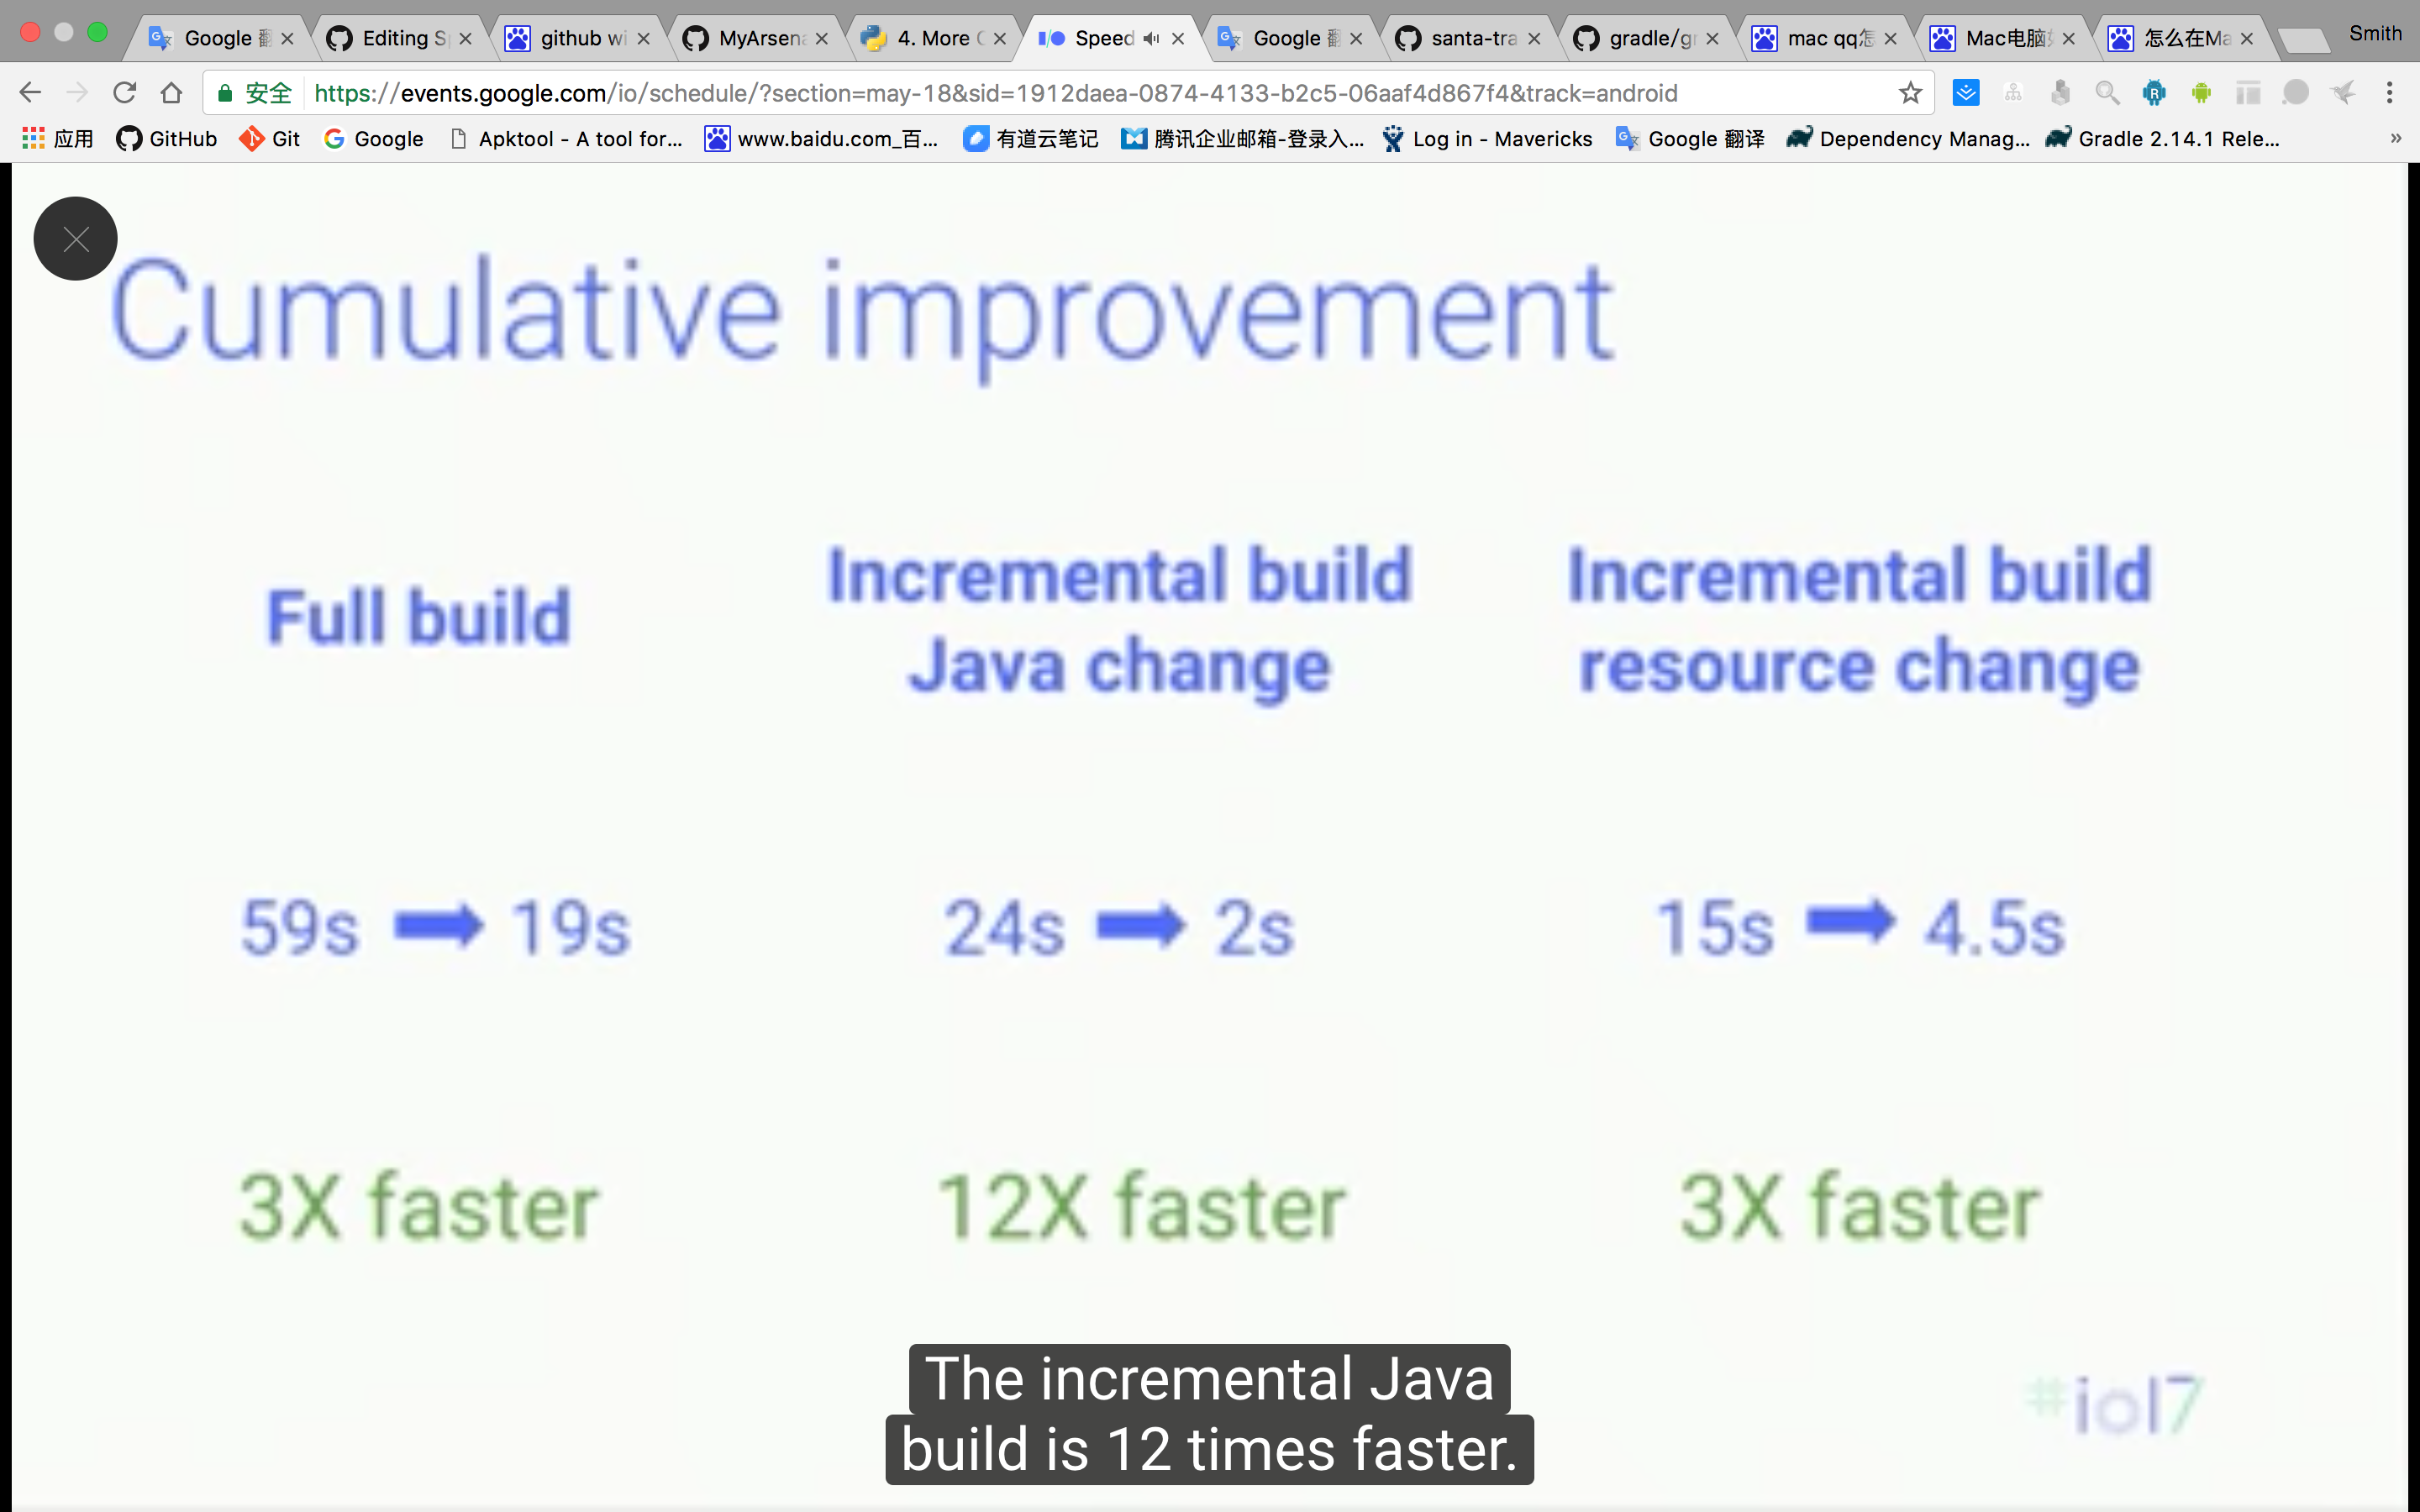 Google 翻
Editing
github wi
MyArsena
4. More
Speed
Google 翻
santa-tra
gradle/g
mac qq怎
Mac电脑
怎么在Ma
Smith
安全 https://events.google.com/io/schedule/?section=may-18&sid=1912daea-0874-4133-b2c5-06aaf4d867f4&track=android
应用 GitHub Git Google Apktool - A tool for... www.baidu.com_百... 有道云笔记 腾讯企业邮箱-登录入... Log in - Mavericks Google 翻译 Dependency Manag... Gradle 2.14.1 Rele... »
Cumulative improvement
Full build
Incremental build
Java change
Incremental build
resource change
59s ➡ 19s
24s ➡ 2s
15s ➡ 4.5s
3X faster
12X faster
3X faster
#io17
The incremental Java
build is 12 times faster.